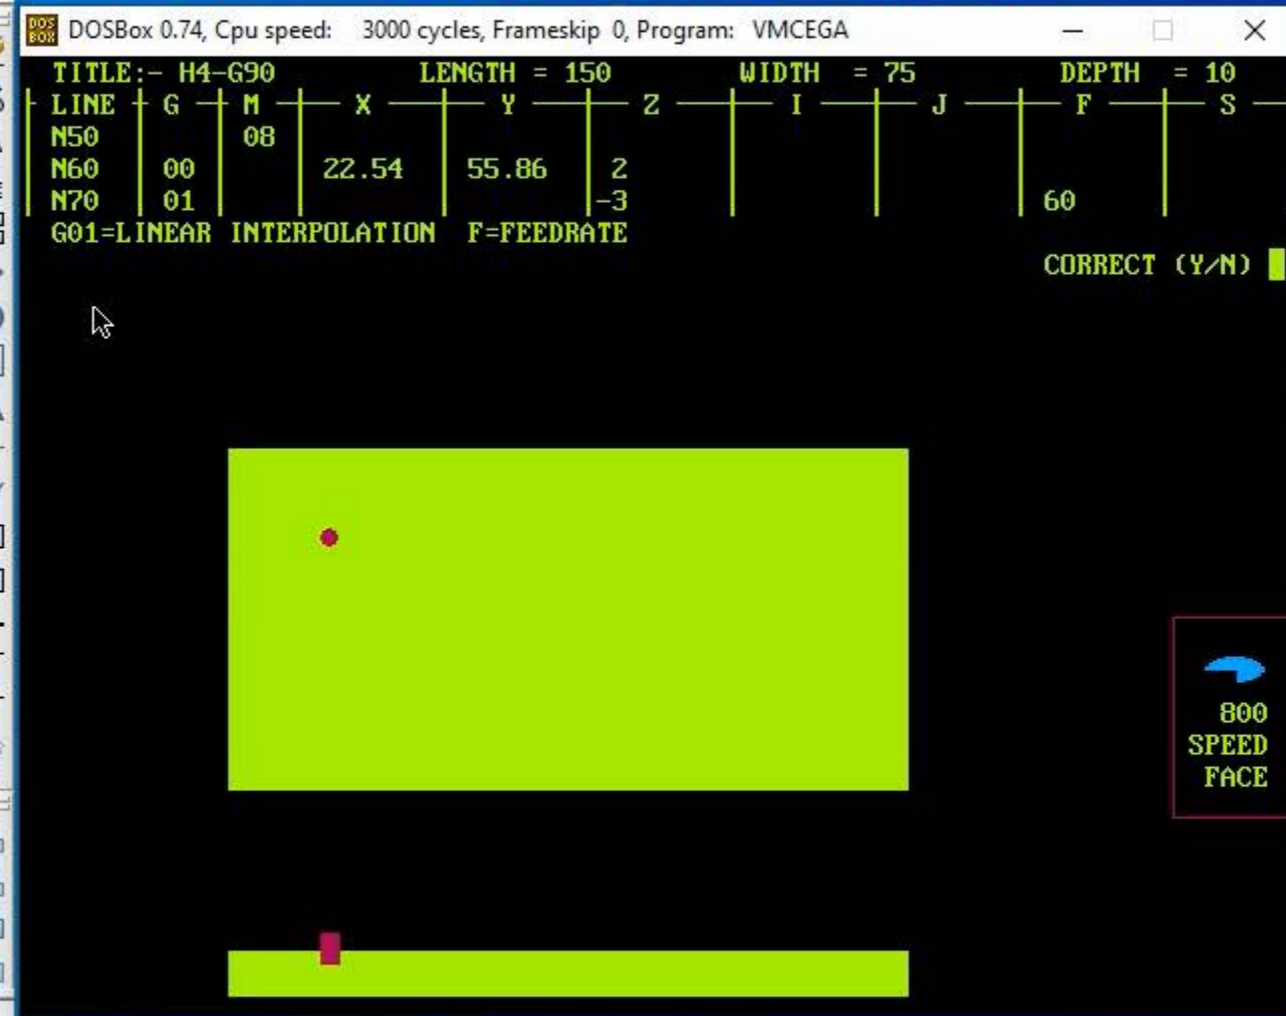 DOS BOX DOSBox 0.74, Cpu speed: 3000 cycles, Frameskip 0, Program: VMCEGA
TITLE:- H4-G90 LENGTH = 150 WIDTH = 75 DEPTH = 10
LINE G M X Y Z I J F S
N50 08
N60 00 22.54 55.86 2
N70 01 -3 60
G01=LINEAR INTERPOLATION F=FEEDRATE
CORRECT (Y/N)
800
SPEED
FACE